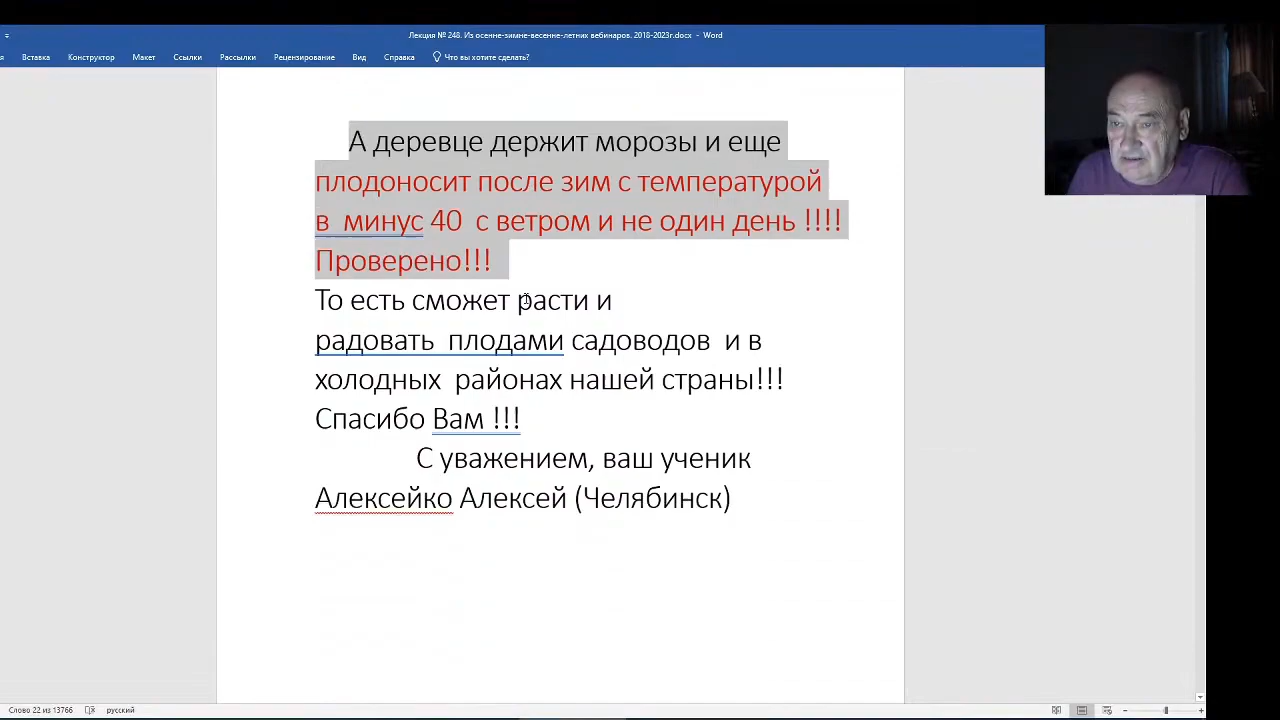 Лекция № 248. Из осенне-зимне-весенне-летних вебинаров. 2018-2023г.docx - Word
я Вставка Конструктор Макет Ссылки Рассылки Рецензирование Вид Справка Что вы хотите сделать?
А деревце держит морозы и еще
плодоносит после зим с температурой
в минус 40 с ветром и не один день !!!!
Проверено!!!
То есть сможет расти и
радовать плодами садоводов и в
холодных районах нашей страны!!!
Спасибо Вам !!!
С уважением, ваш ученик
Алексейко Алексей (Челябинск)
Слово 22 из 13766 русский